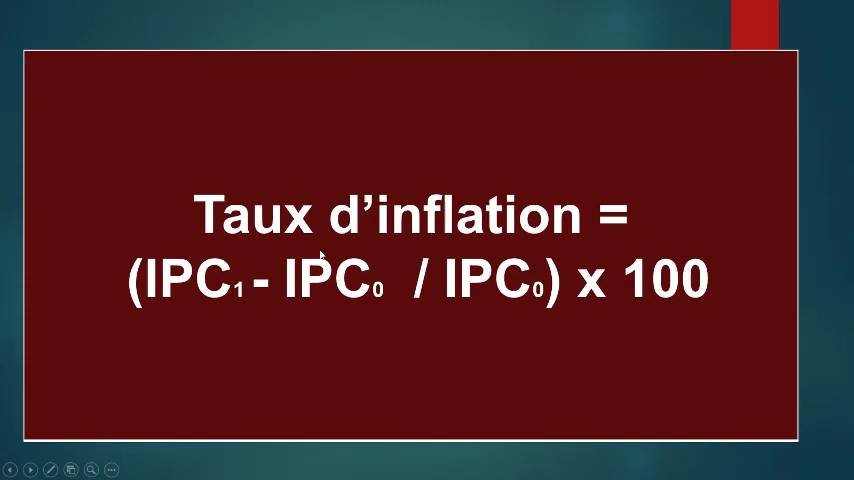 Taux d’inflation =
(IPC₁ - IPC₀ / IPC₀) x 100